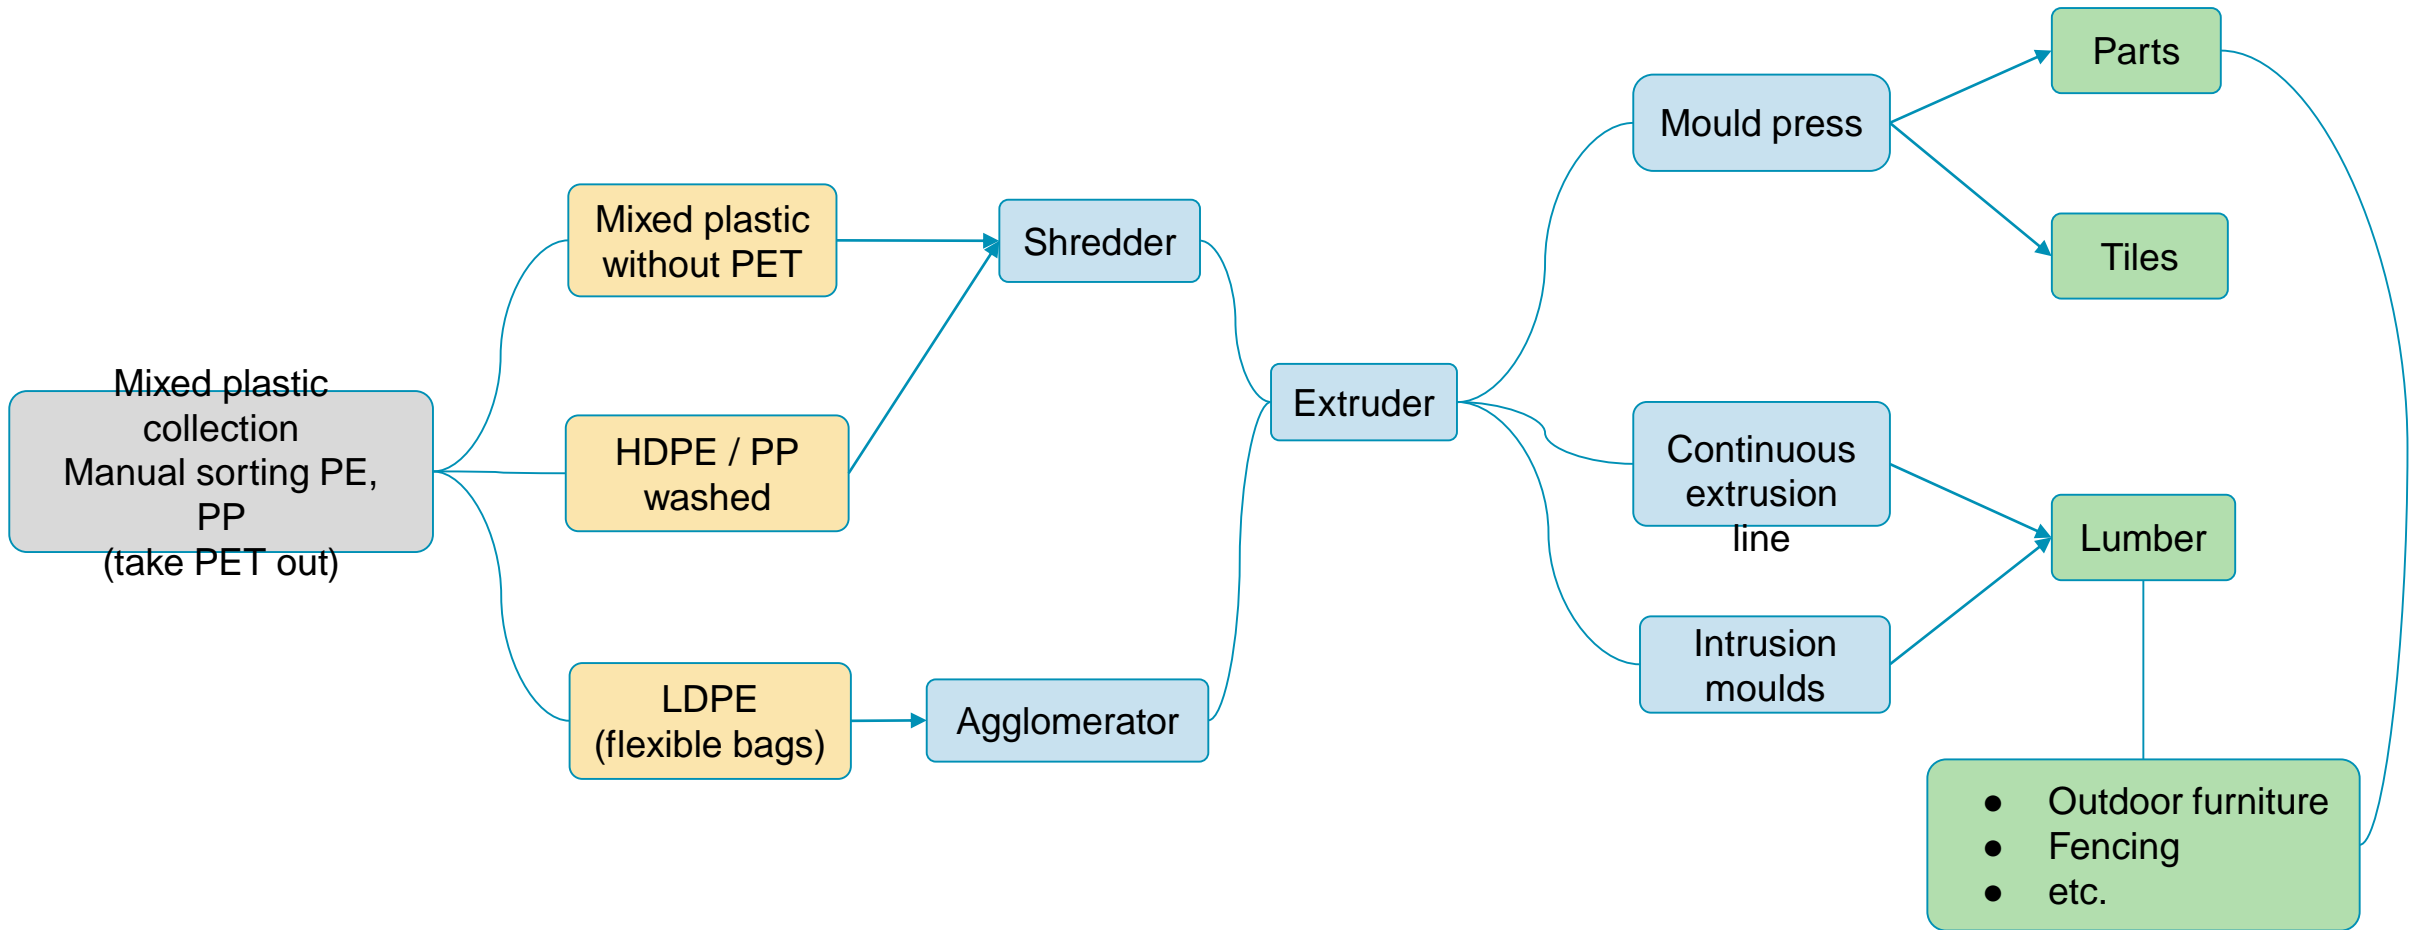 Mixed plastic
collection
Manual sorting PE,
PP
(take PET out)
Mixed plastic
without PET
HDPE / PP
washed
LDPE
(flexible bags)
Shredder
Agglomerator
Extruder
Mould press
Continuous
extrusion
line
Intrusion
moulds
Parts
Tiles
Lumber
● Outdoor furniture
● Fencing
● etc.